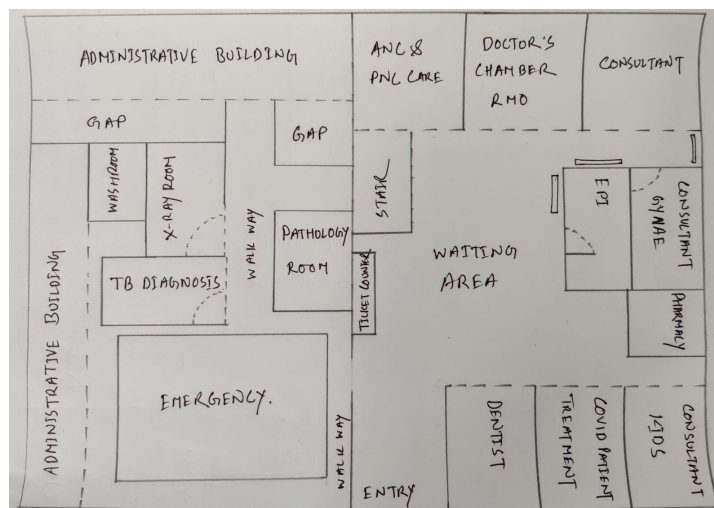 ADMINISTRATIVE BUILDING
ANC &
PNC CARE
DOCTOR'S
CHAMBER
RMO
CONSULTANT
GAP
GAP
WASHROOM
X-RAY ROOM
STAIR
EPI
CONSULTANT
GYNAE
WALK WAY
PATHOLOGY
ROOM
WAITING
AREA
TB DIAGNOSIS
TICKET COUNTER
PHARMACY
ADMINISTRATIVE BUILDING
EMERGENCY.
WALK WAY
ENTRY
DENTIST
COVID PATIENT
TREATMENT
CONSULTANT
KIDS